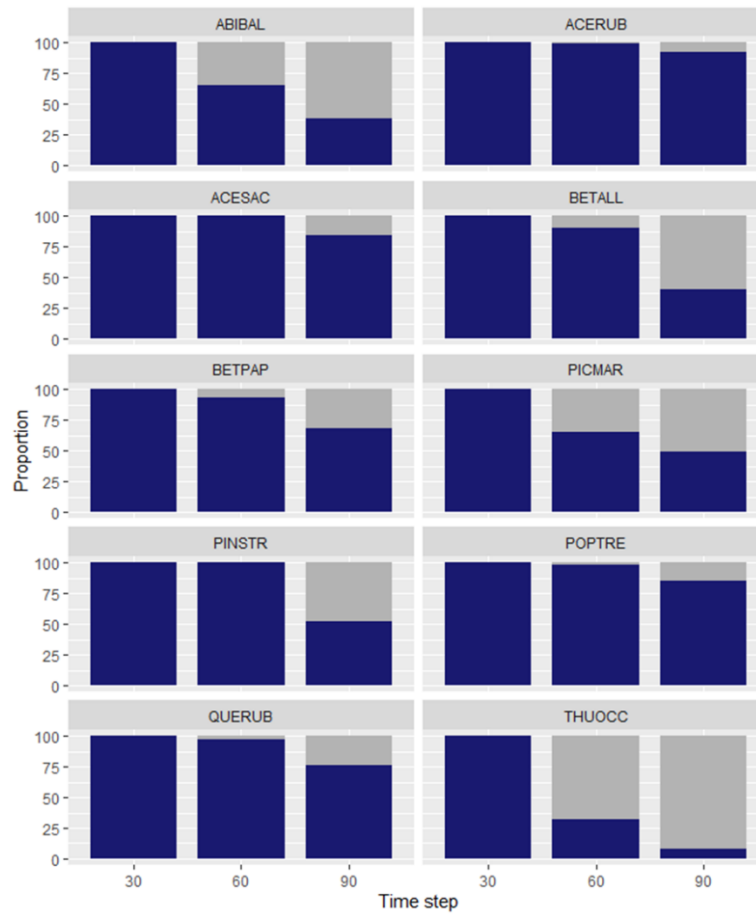 ABIBAL
ACERUB
100
75
50
25
0
ACESAC
BETALL
100
75
50
25
0
BETPAP
PICMAR
100
75
50
25
0
Proportion
PINSTR
POPTRE
100
75
50
25
0
QUERUB
THUOCC
100
75
50
25
0
30 60 90 30 60 90
Time step